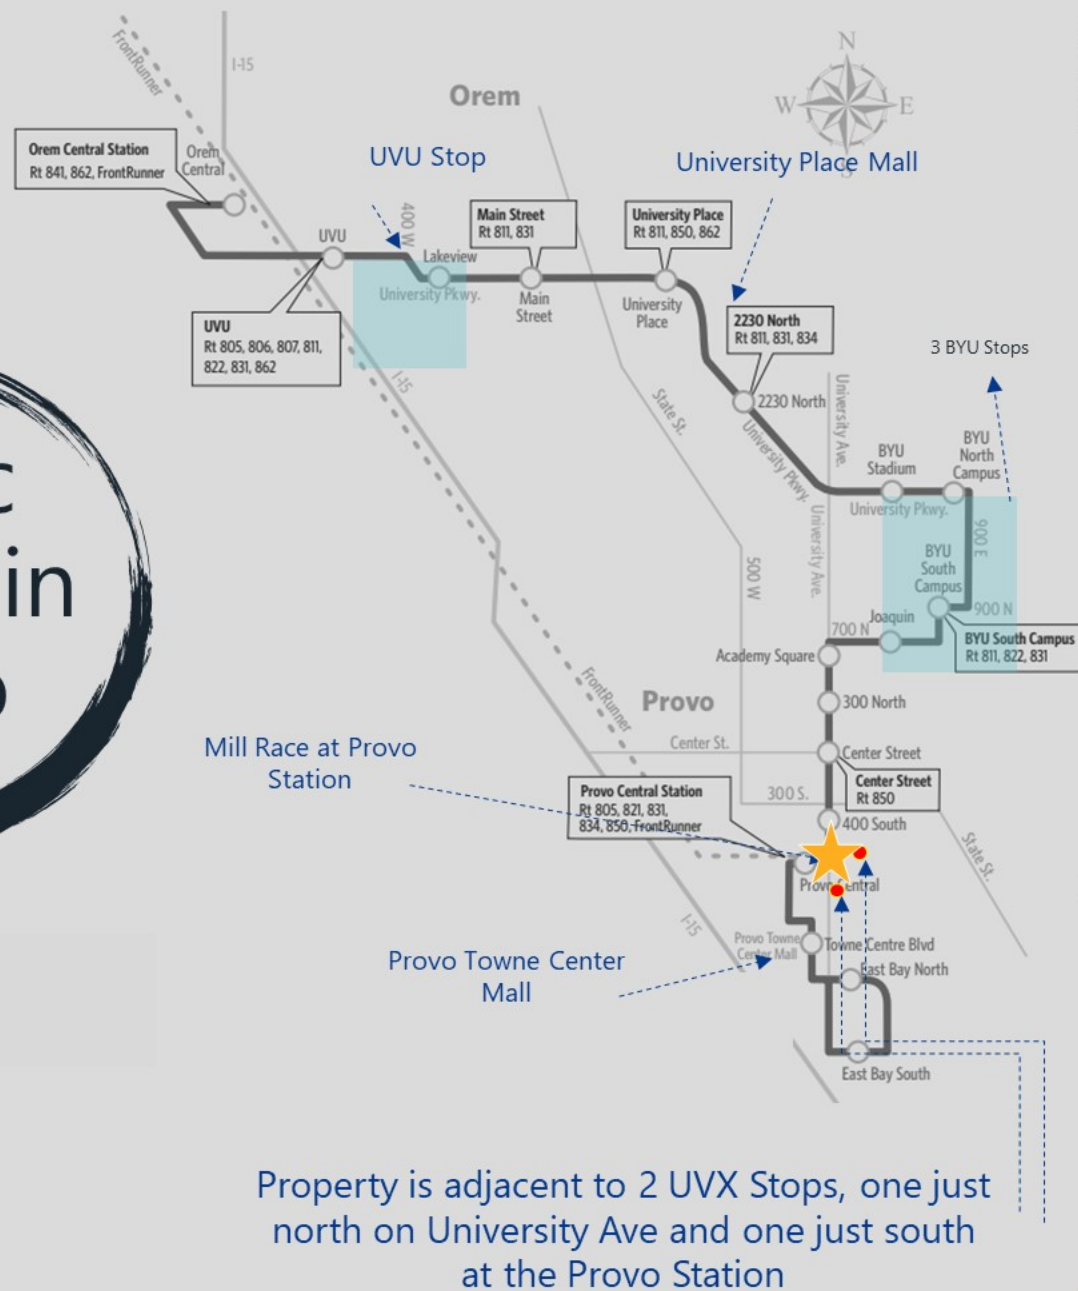 N
W E
S
FrontRunner
I-15
Orem
Orem Central Station
Rt 841, 862, FrontRunner
Orem
Central
UVU Stop
University Place Mall
400 W
Main Street
Rt 811, 831
University Place
Rt 811, 850, 862
UVU
Lakeview
University Pkwy.
Main
Street
University
Place
2230 North
Rt 811, 831, 834
UVU
Rt 805, 806, 807, 811,
822, 831, 862
3 BYU Stops
I-15
State St.
2230 North
University Ave.
University Pkwy.
BYU
Stadium
BYU
North
Campus
University Pkwy.
University Ave.
900 E
in
500 W
BYU
South
Campus
900 N
Joaquin
700 N
BYU South Campus
Rt 811, 822, 831
Academy Square
FrontRunner
Provo
300 North
Mill Race at Provo
Station
Center St.
Center Street
Center Street
Rt 850
Provo Central Station
Rt 805, 821, 831,
834, 850, FrontRunner
300 S.
400 South
State St.
Provo Central
I-15
Provo Towne
Center Mall
Towne Centre Blvd
Provo Towne Center
Mall
East Bay North
East Bay South
Property is adjacent to 2 UVX Stops, one just
north on University Ave and one just south
at the Provo Station